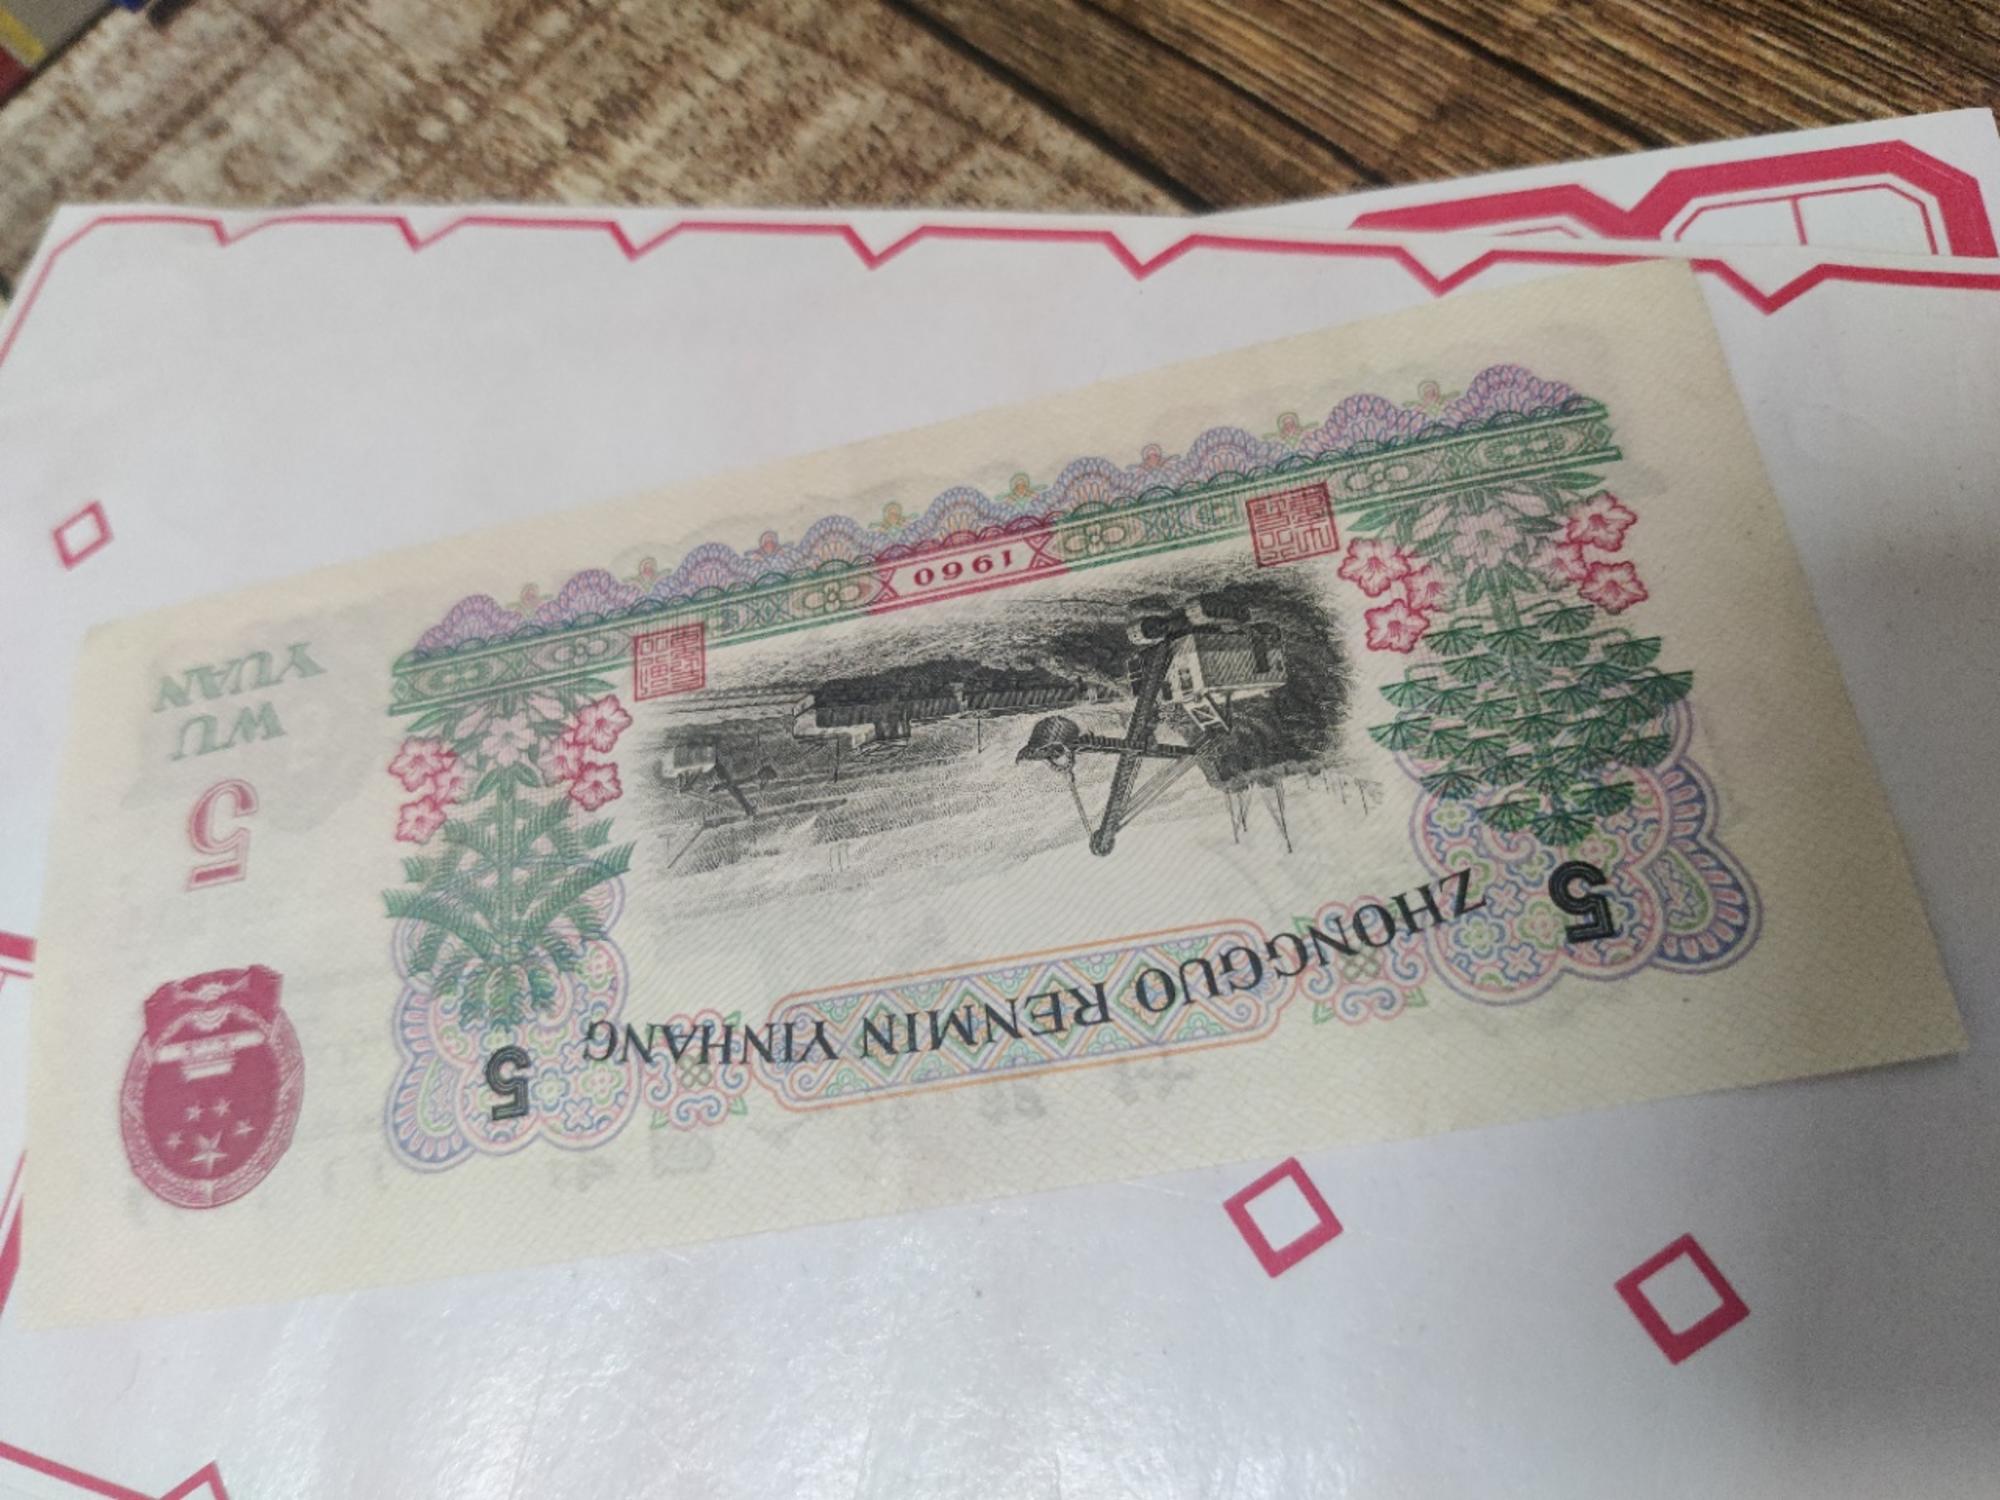 ZHONGGUO RENMIN YINHANG
5
5
5
WU
YUAN
1960